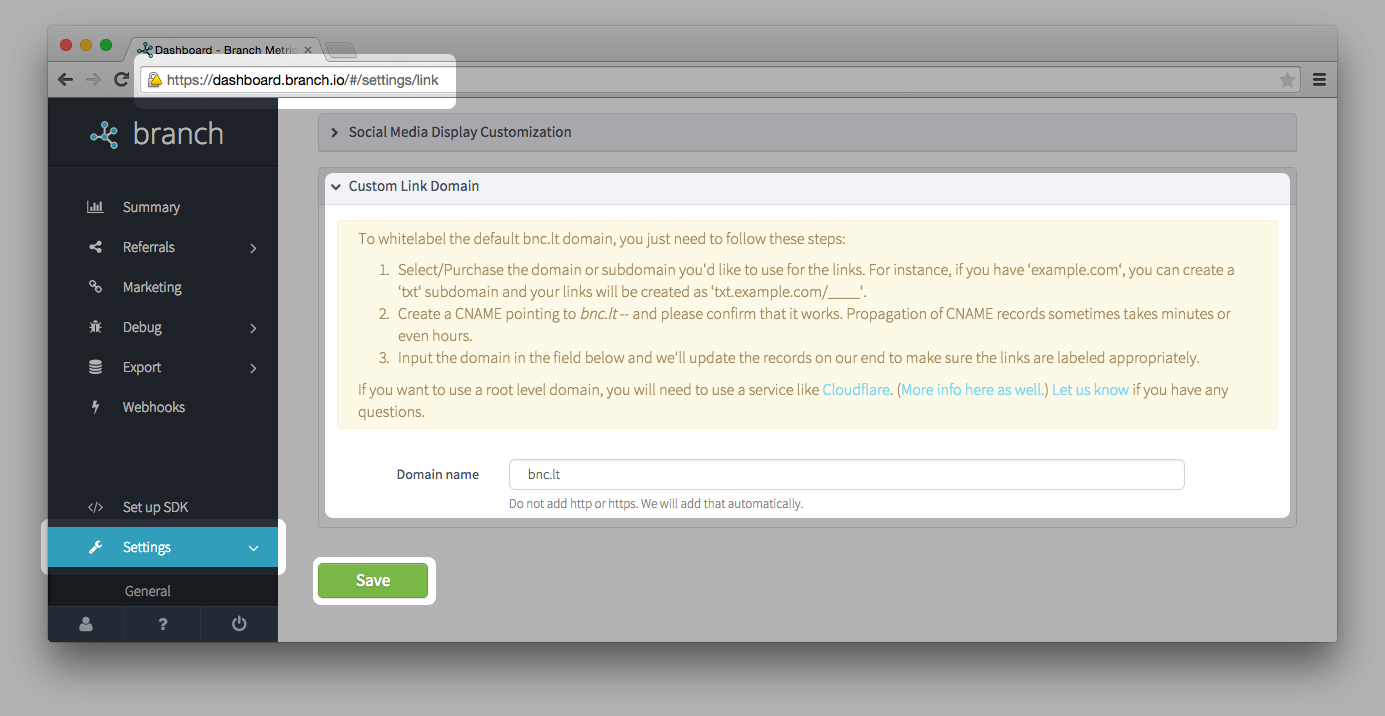 Dashboard - Branch Metric
https://dashboard.branch.io/#/settings/link
branch
Summary
Referrals
Marketing
Debug
Export
Webhooks
Set up SDK
Settings
General
?
Social Media Display Customization
Custom Link Domain
To whitelabel the default bnc.lt domain, you just need to follow these steps:
1. Select/Purchase the domain or subdomain you'd like to use for the links. For instance, if you have ‘example.com‘, you can create a
‘txt‘ subdomain and your links will be created as ‘txt.example.com/____‘.
2. Create a CNAME pointing to bnc.lt -- and please confirm that it works. Propagation of CNAME records sometimes takes minutes or
even hours.
3. Input the domain in the field below and we'll update the records on our end to make sure the links are labeled appropriately.
If you want to use a root level domain, you will need to use a service like Cloudflare. (More info here as well.) Let us know if you have any
questions.
Domain name
bnc.lt
Do not add http or https. We will add that automatically.
Save